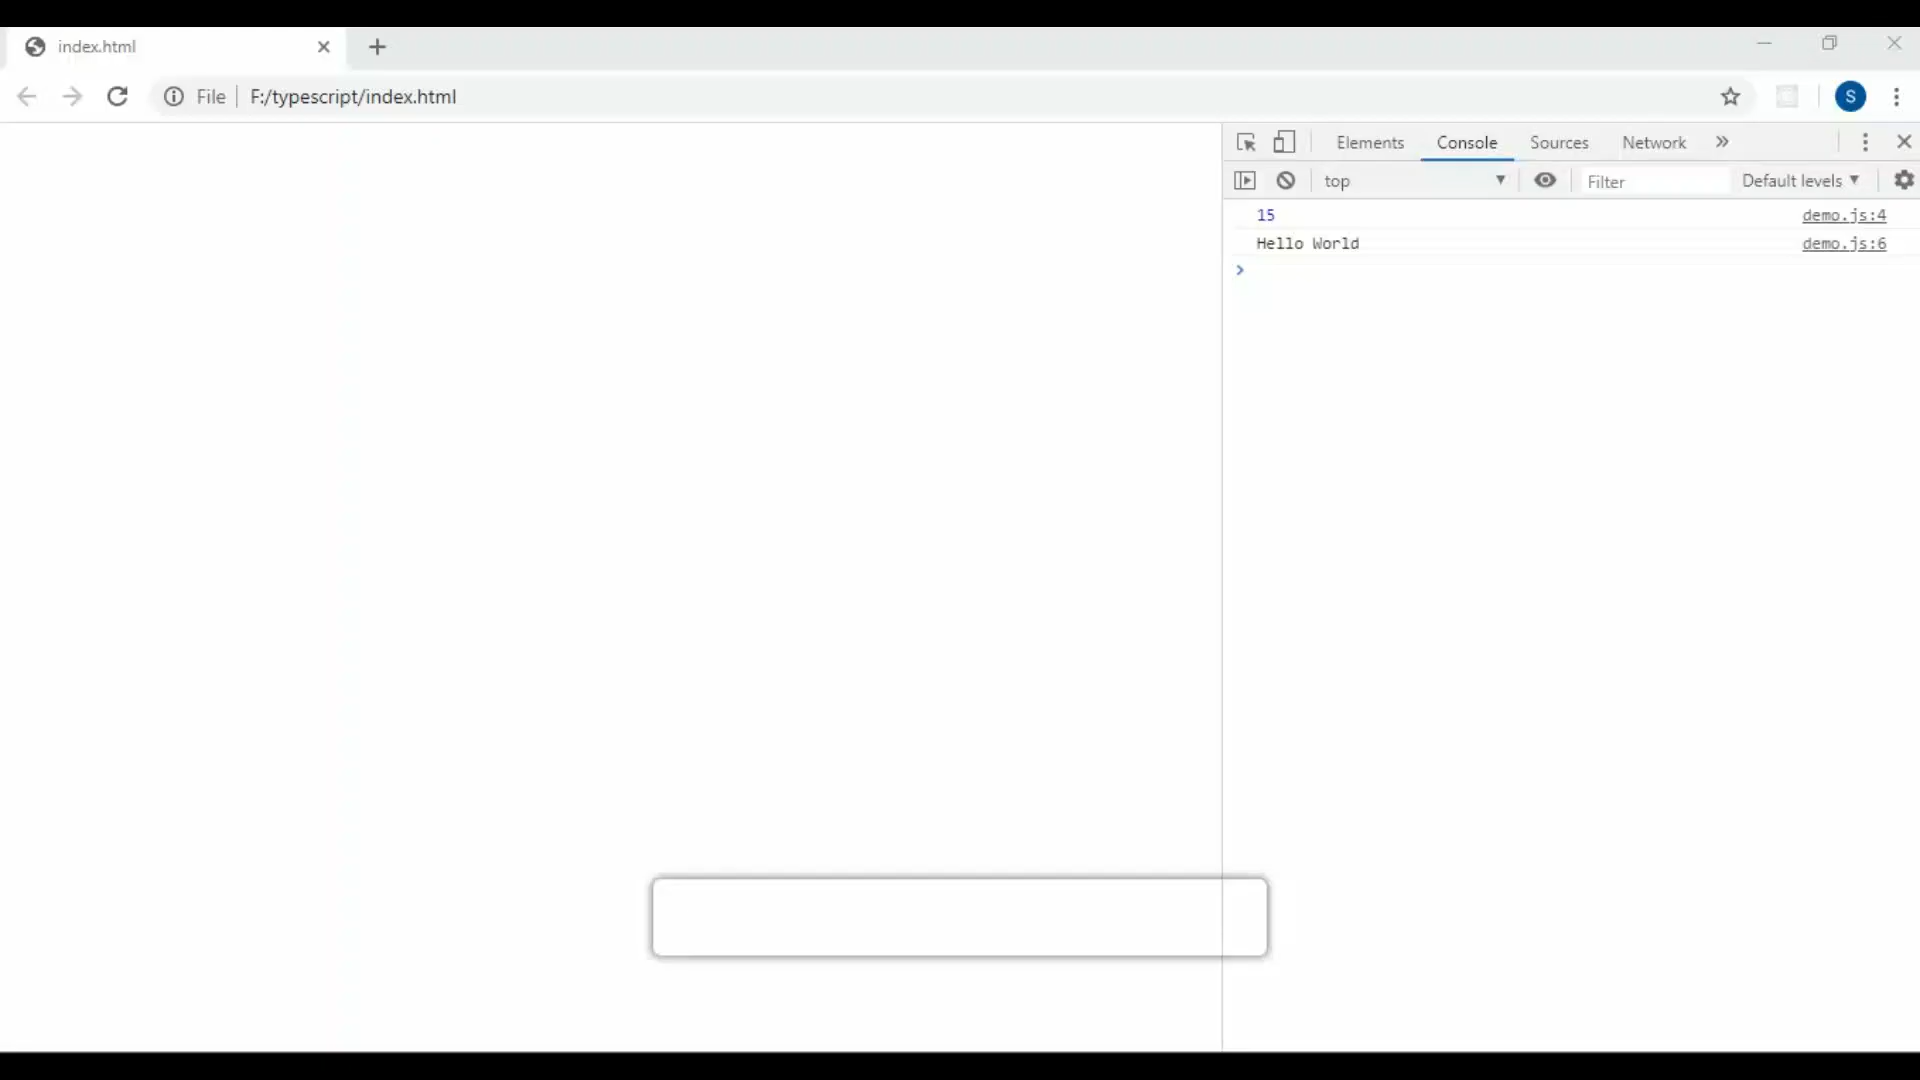 index.html
File F:/typescript/index.html
S
Elements Console Sources Network
top Filter Default levels
15 demo.js:4
Hello World demo.js:6